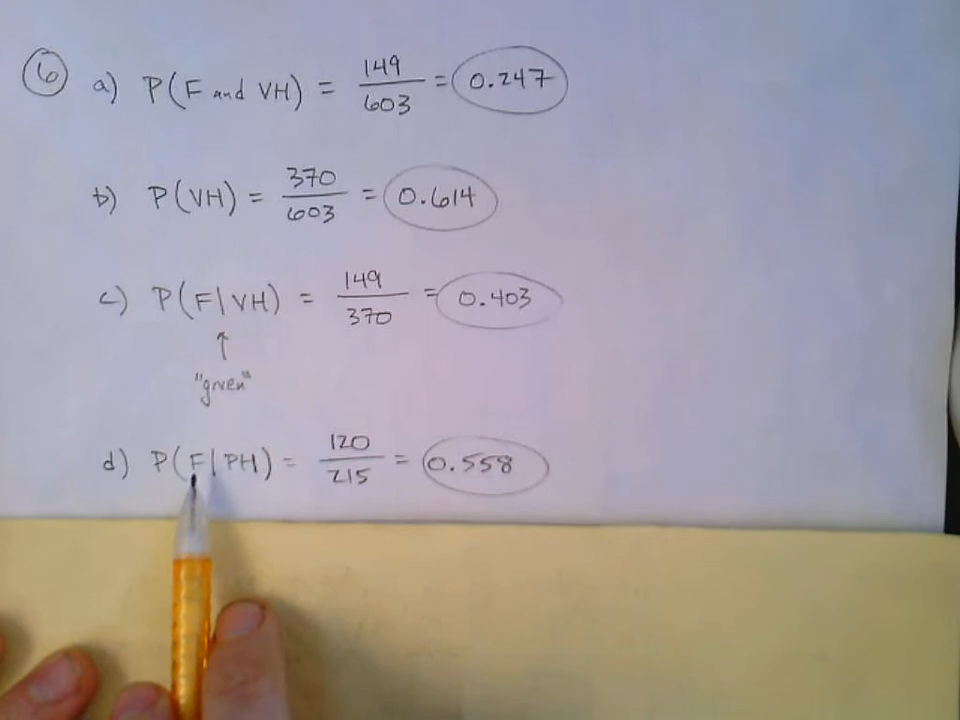 6 a) P(F and VH) = 149/603 = 0.247
b) P(VH) = 370/603 = 0.614
c) P(F|VH) = 149/370 = 0.403
↑
"given"
d) P(F|PH) = 120/215 = 0.558